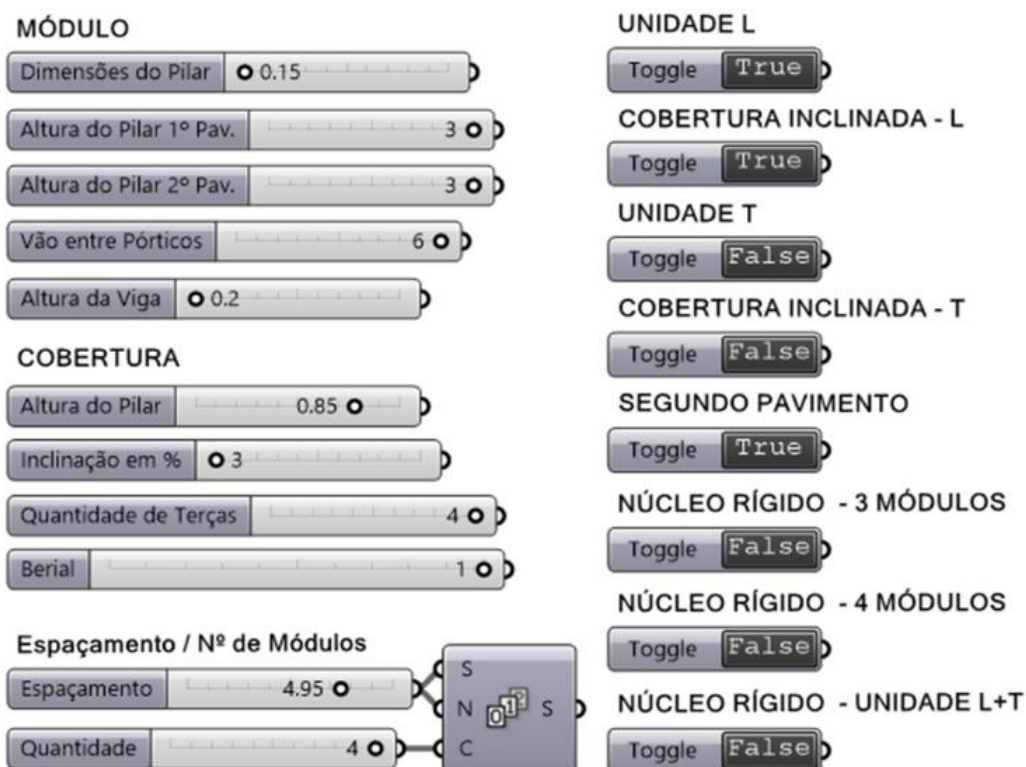 MÓDULO
Dimensões do Pilar 0.15
Altura do Pilar 1º Pav. 3
Altura do Pilar 2º Pav. 3
Vão entre Pórticos 6
Altura da Viga 0.2
COBERTURA
Altura do Pilar 0.85
Inclinação em % 3
Quantidade de Terças 4
Berial 1
Espaçamento / Nº de Módulos
Espaçamento 4.95
Quantidade 4
S
N 012 S
C
UNIDADE L
Toggle True
COBERTURA INCLINADA - L
Toggle True
UNIDADE T
Toggle False
COBERTURA INCLINADA - T
Toggle False
SEGUNDO PAVIMENTO
Toggle True
NÚCLEO RÍGIDO - 3 MÓDULOS
Toggle False
NÚCLEO RÍGIDO - 4 MÓDULOS
Toggle False
NÚCLEO RÍGIDO - UNIDADE L+T
Toggle False